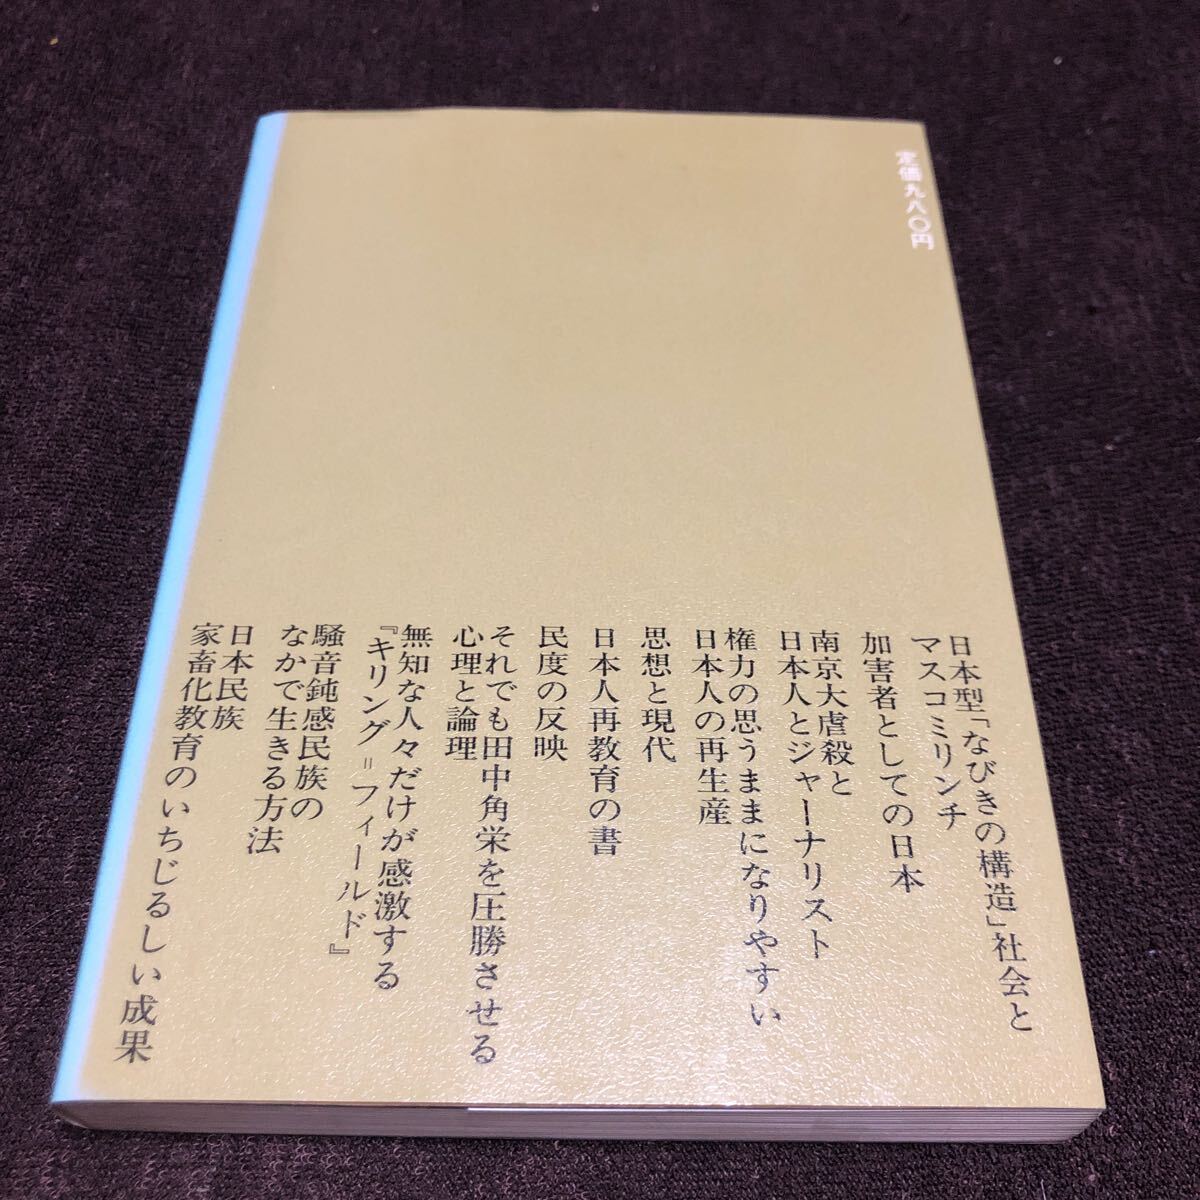 定価九八〇円
日本型「なびきの構造」社会と
マスコミリンチ
加害者としての日本
南京大虐殺と
日本人とジャーナリスト
権力の思うままになりやすい
日本人の再生産
思想と現代
日本人再教育の書
民度の反映
それでも田中角栄を圧勝させる
心理と論理
無知な人々だけが感激する
『キリング＝フィールド』
騒音鈍感民族の
なかで生きる方法
日本民族
家畜化教育のいちじるしい成果